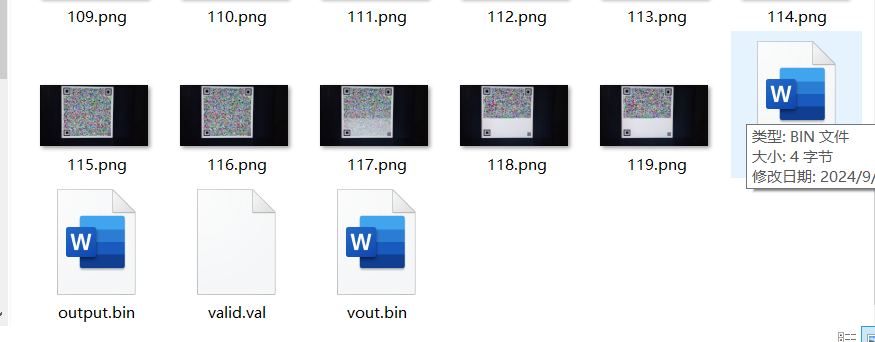 109.png
110.png
111.png
112.png
113.png
114.png
115.png
116.png
117.png
118.png
119.png
W
类型: BIN 文件
大小: 4 字节
修改日期: 2024/9/
W
W
output.bin
valid.val
vout.bin